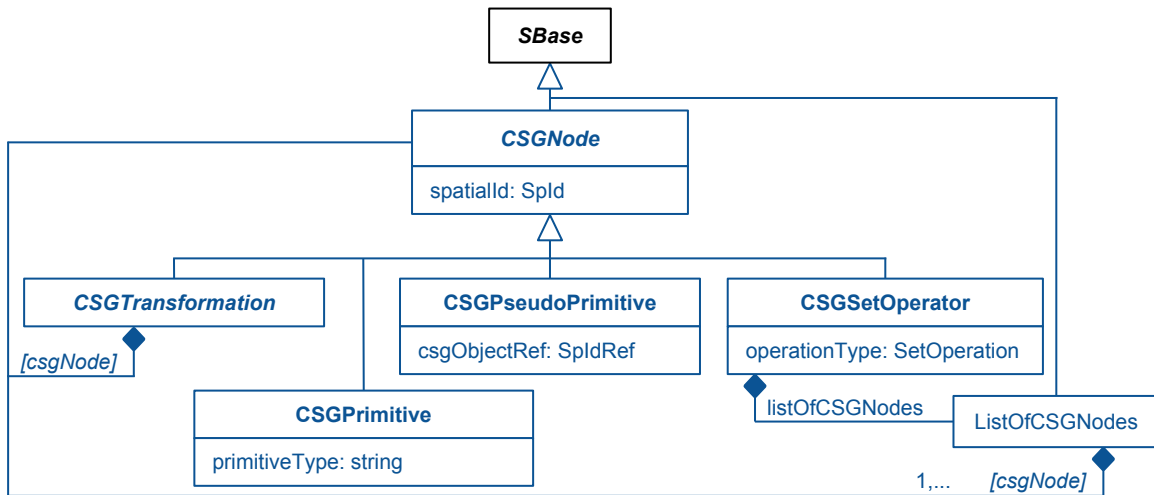 SBase
CSGNode
spatialId: SpId
CSGTransformation
CSGPseudoPrimitive
csgObjectRef: SpIdRef
CSGSetOperator
operationType: SetOperation
[csgNode]
CSGPrimitive
primitiveType: string
listOfCSGNodes
ListOfCSGNodes
1,... [csgNode]